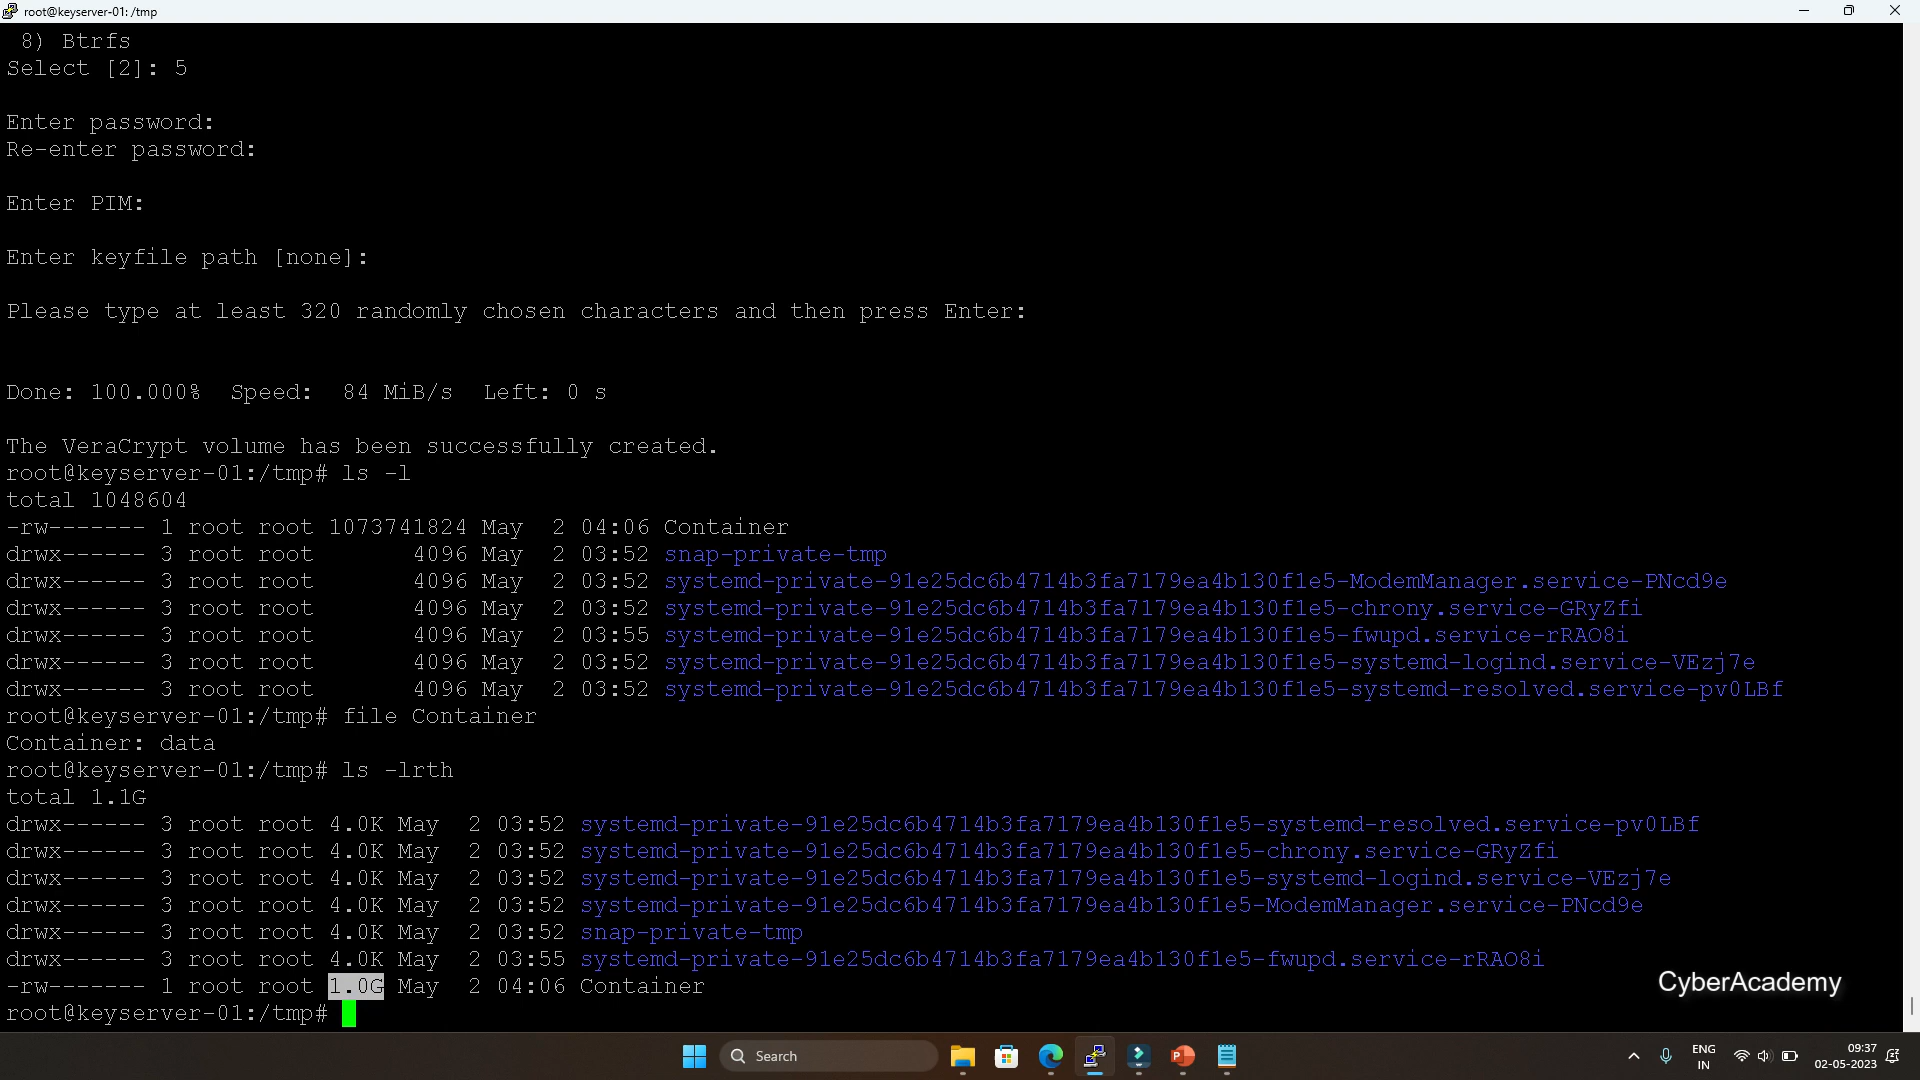 root@keyserver-01: /tmp
8) Btrfs
Select [2]: 5
Enter password:
Re-enter password:
Enter PIM:
Enter keyfile path [none]:
Please type at least 320 randomly chosen characters and then press Enter:
Done: 100.000%  Speed:  84 MiB/s  Left: 0 s
The VeraCrypt volume has been successfully created.
root@keyserver-01:/tmp# ls -l
total 1048604
-rw------- 1 root root 1073741824 May  2 04:06 Container
drwx------ 3 root root       4096 May  2 03:52 snap-private-tmp
drwx------ 3 root root       4096 May  2 03:52 systemd-private-91e25dc6b4714b3fa7179ea4b130f1e5-ModemManager.service-PNcd9e
drwx------ 3 root root       4096 May  2 03:52 systemd-private-91e25dc6b4714b3fa7179ea4b130f1e5-chrony.service-GRyZfi
drwx------ 3 root root       4096 May  2 03:55 systemd-private-91e25dc6b4714b3fa7179ea4b130f1e5-fwupd.service-rRAO8i
drwx------ 3 root root       4096 May  2 03:52 systemd-private-91e25dc6b4714b3fa7179ea4b130f1e5-systemd-logind.service-VEzj7e
drwx------ 3 root root       4096 May  2 03:52 systemd-private-91e25dc6b4714b3fa7179ea4b130f1e5-systemd-resolved.service-pv0LBf
root@keyserver-01:/tmp# file Container
Container: data
root@keyserver-01:/tmp# ls -lrth
total 1.1G
drwx------ 3 root root 4.0K May  2 03:52 systemd-private-91e25dc6b4714b3fa7179ea4b130f1e5-systemd-resolved.service-pv0LBf
drwx------ 3 root root 4.0K May  2 03:52 systemd-private-91e25dc6b4714b3fa7179ea4b130f1e5-chrony.service-GRyZfi
drwx------ 3 root root 4.0K May  2 03:52 systemd-private-91e25dc6b4714b3fa7179ea4b130f1e5-systemd-logind.service-VEzj7e
drwx------ 3 root root 4.0K May  2 03:52 systemd-private-91e25dc6b4714b3fa7179ea4b130f1e5-ModemManager.service-PNcd9e
drwx------ 3 root root 4.0K May  2 03:52 snap-private-tmp
drwx------ 3 root root 4.0K May  2 03:55 systemd-private-91e25dc6b4714b3fa7179ea4b130f1e5-fwupd.service-rRAO8i
-rw------- 1 root root 1.0G May  2 04:06 Container
root@keyserver-01:/tmp#
CyberAcademy
Search
ENG
IN
09:37
02-05-2023